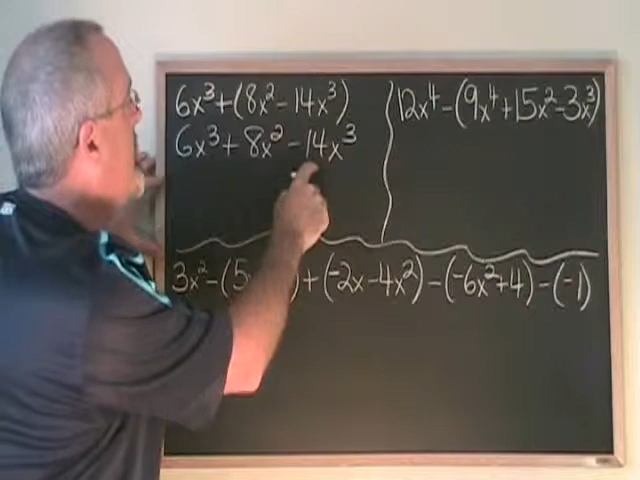 6x³+(8x²-14x³)
6x³+8x²-14x³
12x⁴-(9x⁴+15x²-3x³)
3x²-(5 )+(-2x-4x²)-(-6x²+4)-(-1)